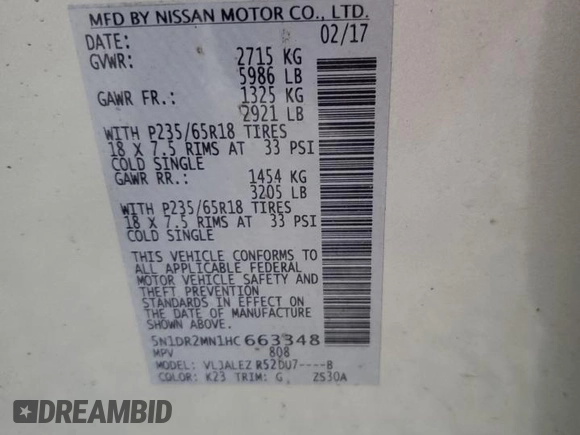 MFD BY NISSAN MOTOR CO., LTD.
DATE: 02/17
GVWR: 2715 KG
5986 LB
GAWR FR.: 1325 KG
2921 LB
WITH P235/65R18 TIRES
18 X 7.5 RIMS AT 33 PSI
COLD SINGLE
GAWR RR.: 1454 KG
3205 LB
WITH P235/65R18 TIRES
18 X 7.5 RIMS AT 33 PSI
COLD SINGLE
THIS VEHICLE CONFORMS TO
ALL APPLICABLE FEDERAL
MOTOR VEHICLE SAFETY AND
THEFT PREVENTION
STANDARDS IN EFFECT ON
THE DATE OF MANUFACTURE
SHOWN ABOVE.
5N1DR2MN1HC663348
MPV 808
MODEL: VLJALEZ R52DU7----B
COLOR: K23 TRIM: G ZS30A
DREAMBID